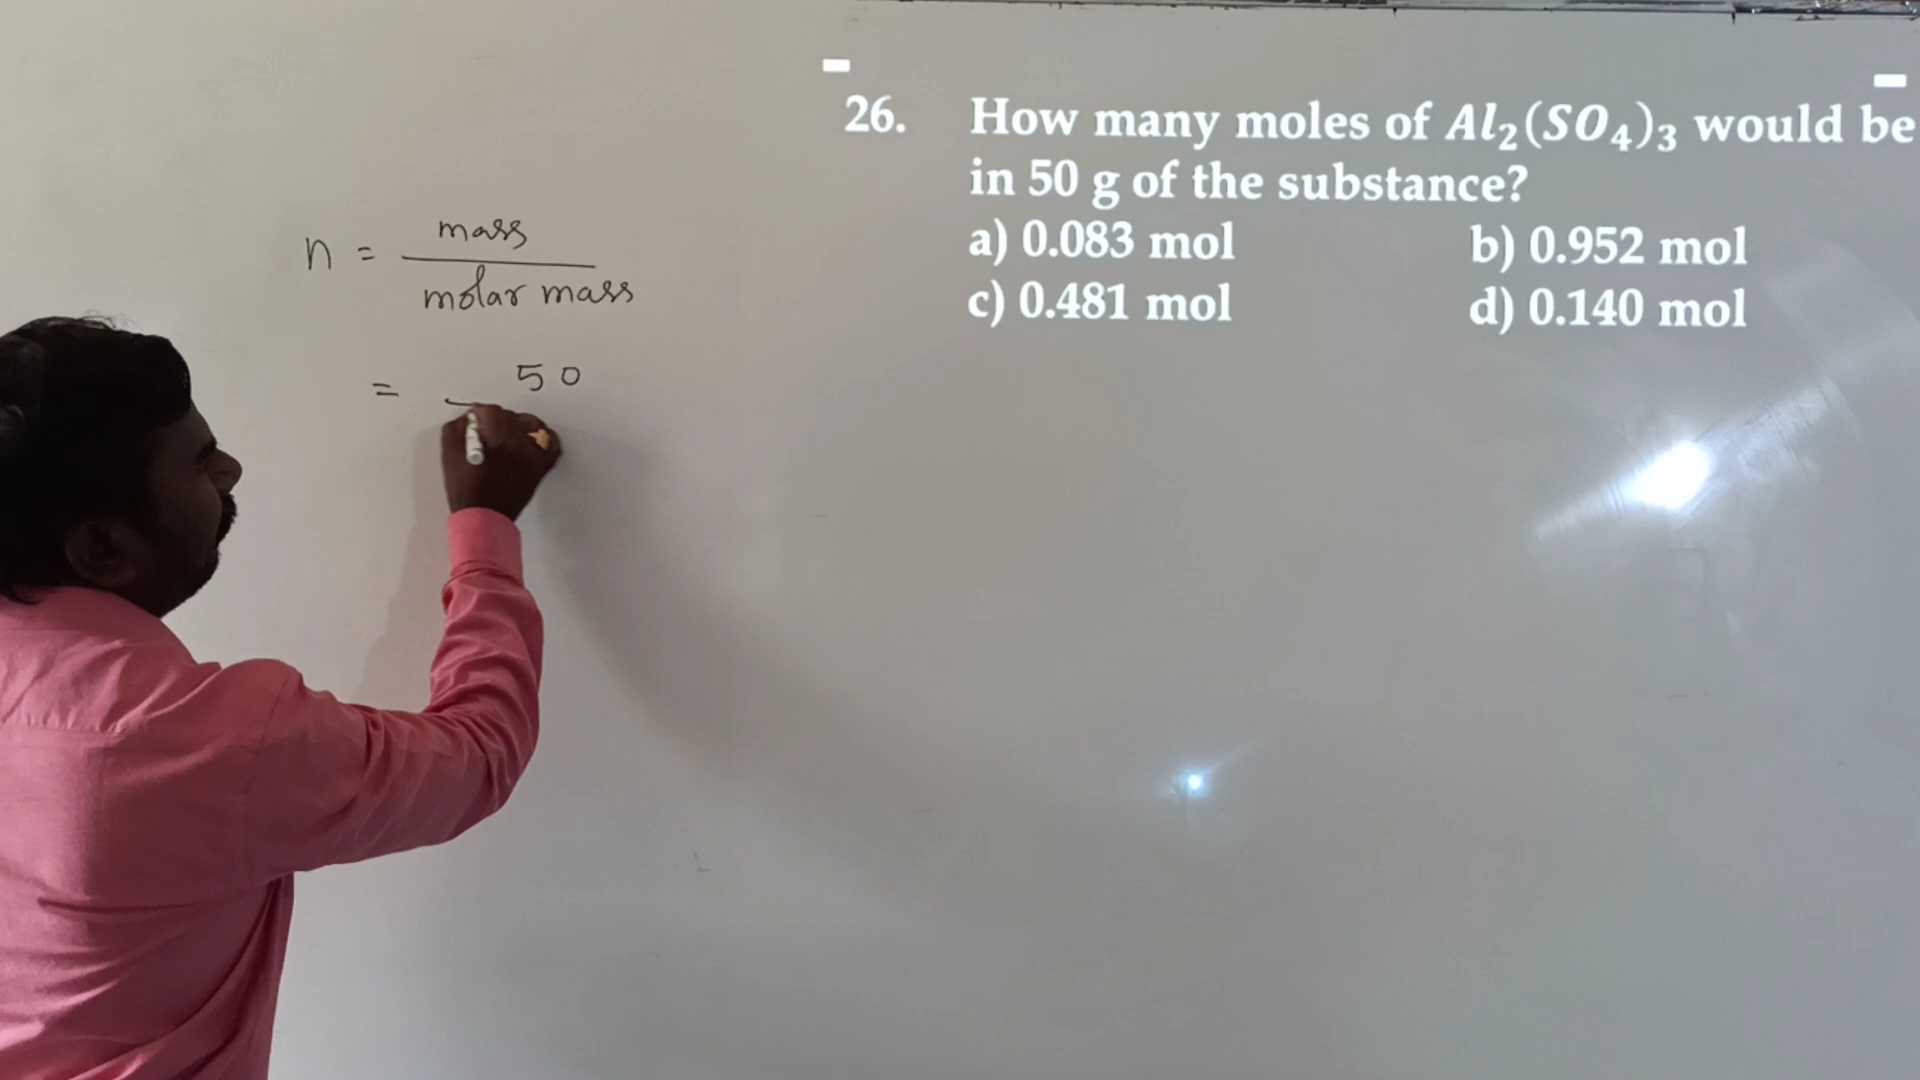 n = mass / molar mass
= 50
26. How many moles of Al₂(SO₄)₃ would be
in 50 g of the substance?
a) 0.083 mol b) 0.952 mol
c) 0.481 mol d) 0.140 mol